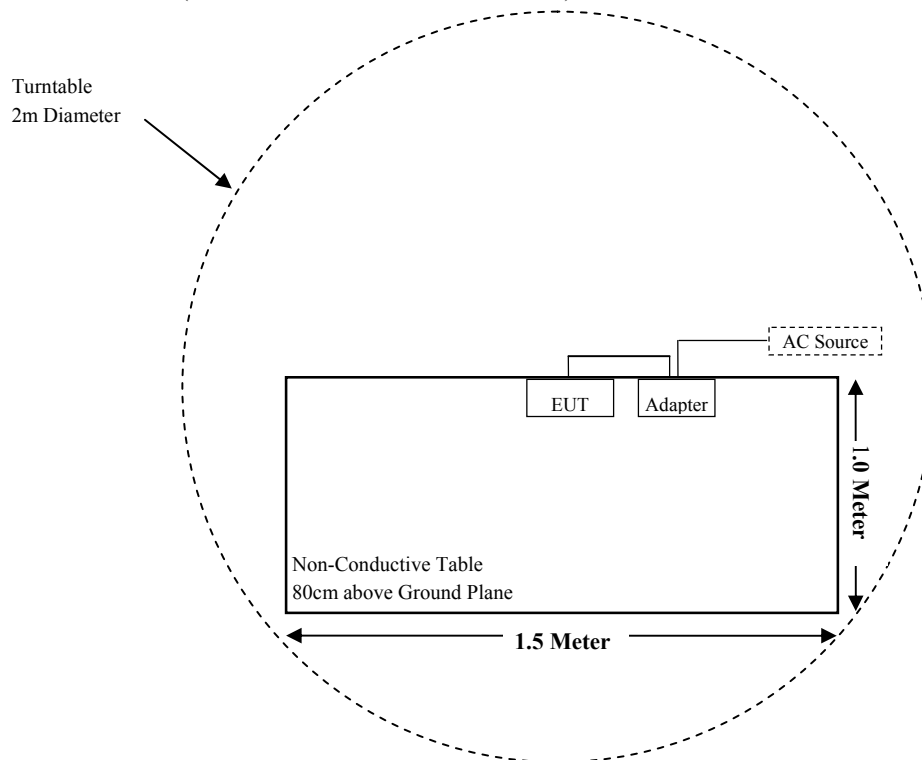 Turntable
2m Diameter
AC Source
EUT
Adapter
1.0 Meter
Non-Conductive Table
80cm above Ground Plane
1.5 Meter